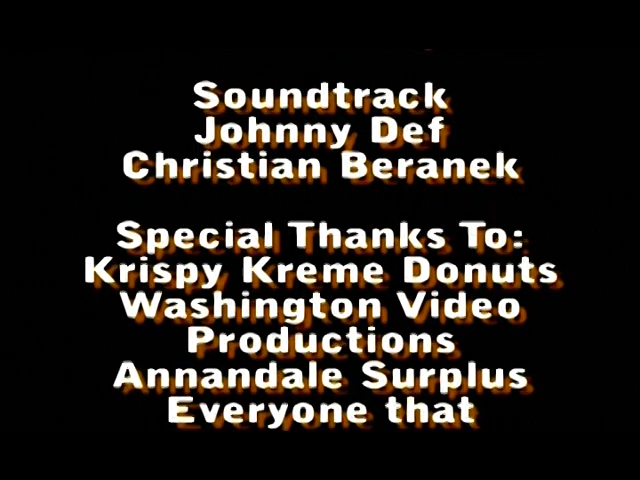 Soundtrack
Johnny Def
Christian Beranek
Special Thanks To:
Krispy Kreme Donuts
Washington Video
Productions
Annandale Surplus
Everyone that